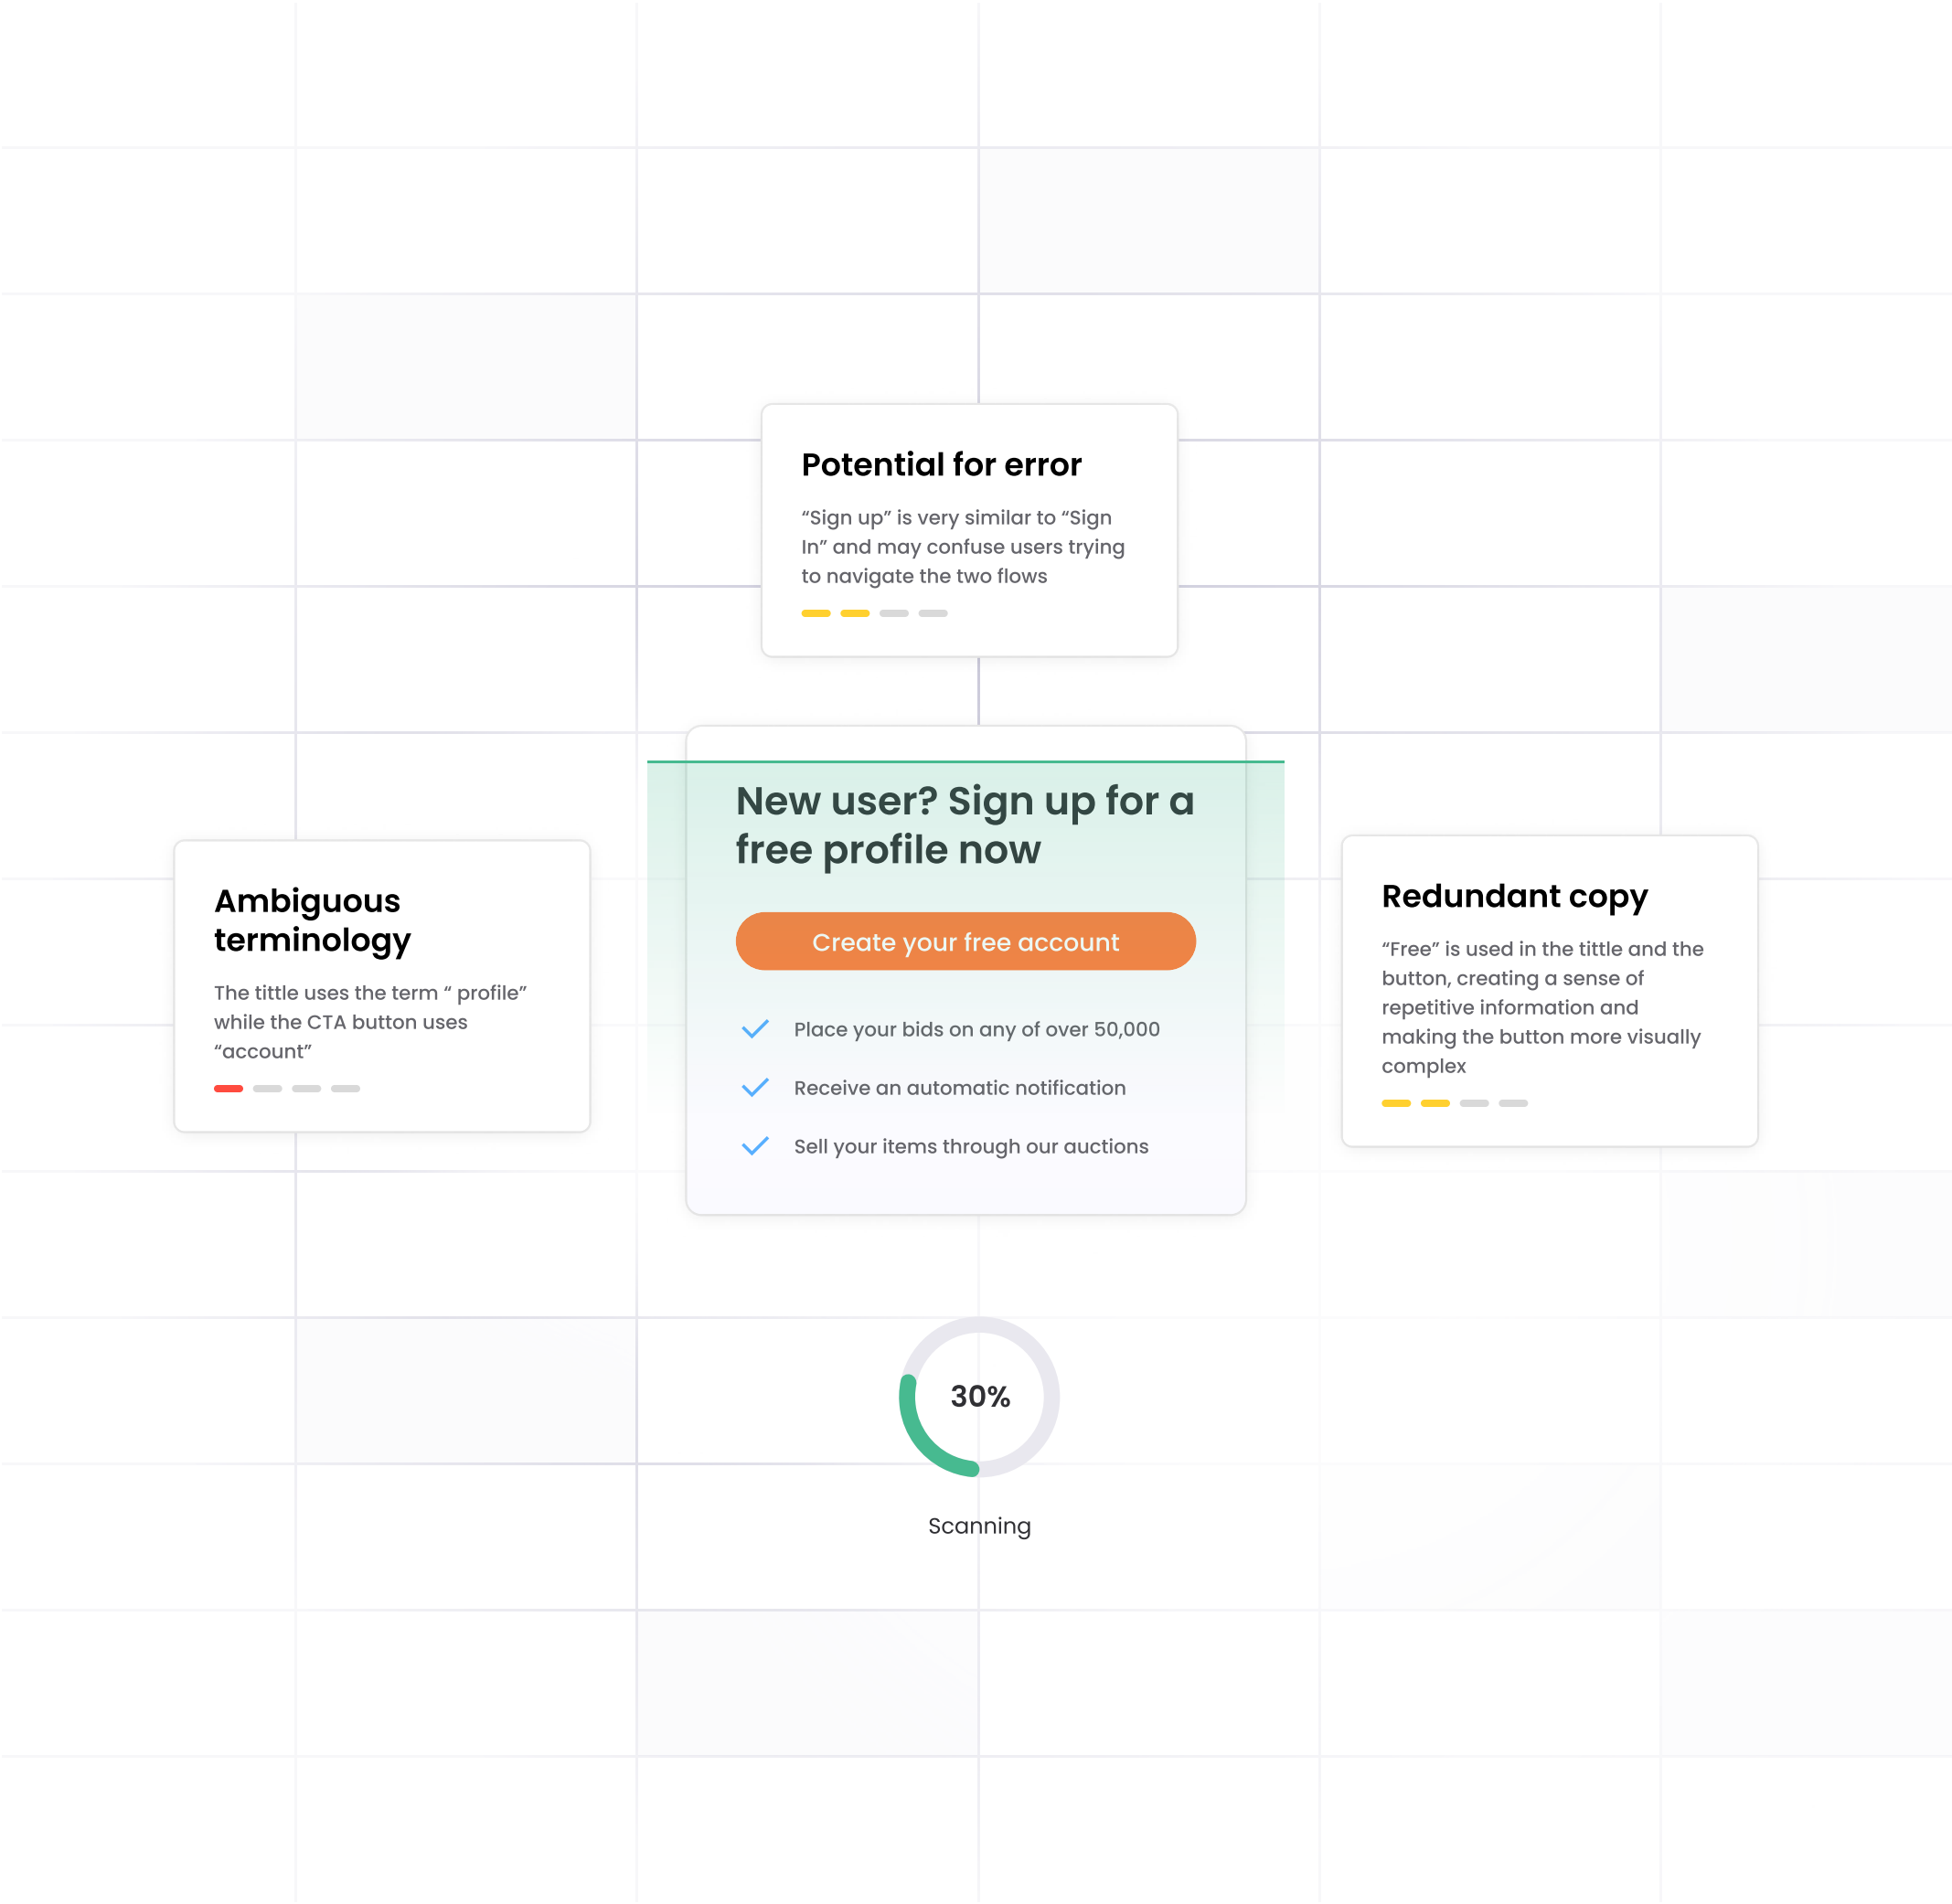 Potential for error
“Sign up” is very similar to “Sign
In” and may confuse users trying
to navigate the two flows
New user? Sign up for a
free profile now
Create your free account
Place your bids on any of over 50,000
Receive an automatic notification
Sell your items through our auctions
Ambiguous
terminology
The tittle uses the term “ profile”
while the CTA button uses
“account”
Redundant copy
“Free” is used in the tittle and the
button, creating a sense of
repetitive information and
making the button more visually
complex
30%
Scanning